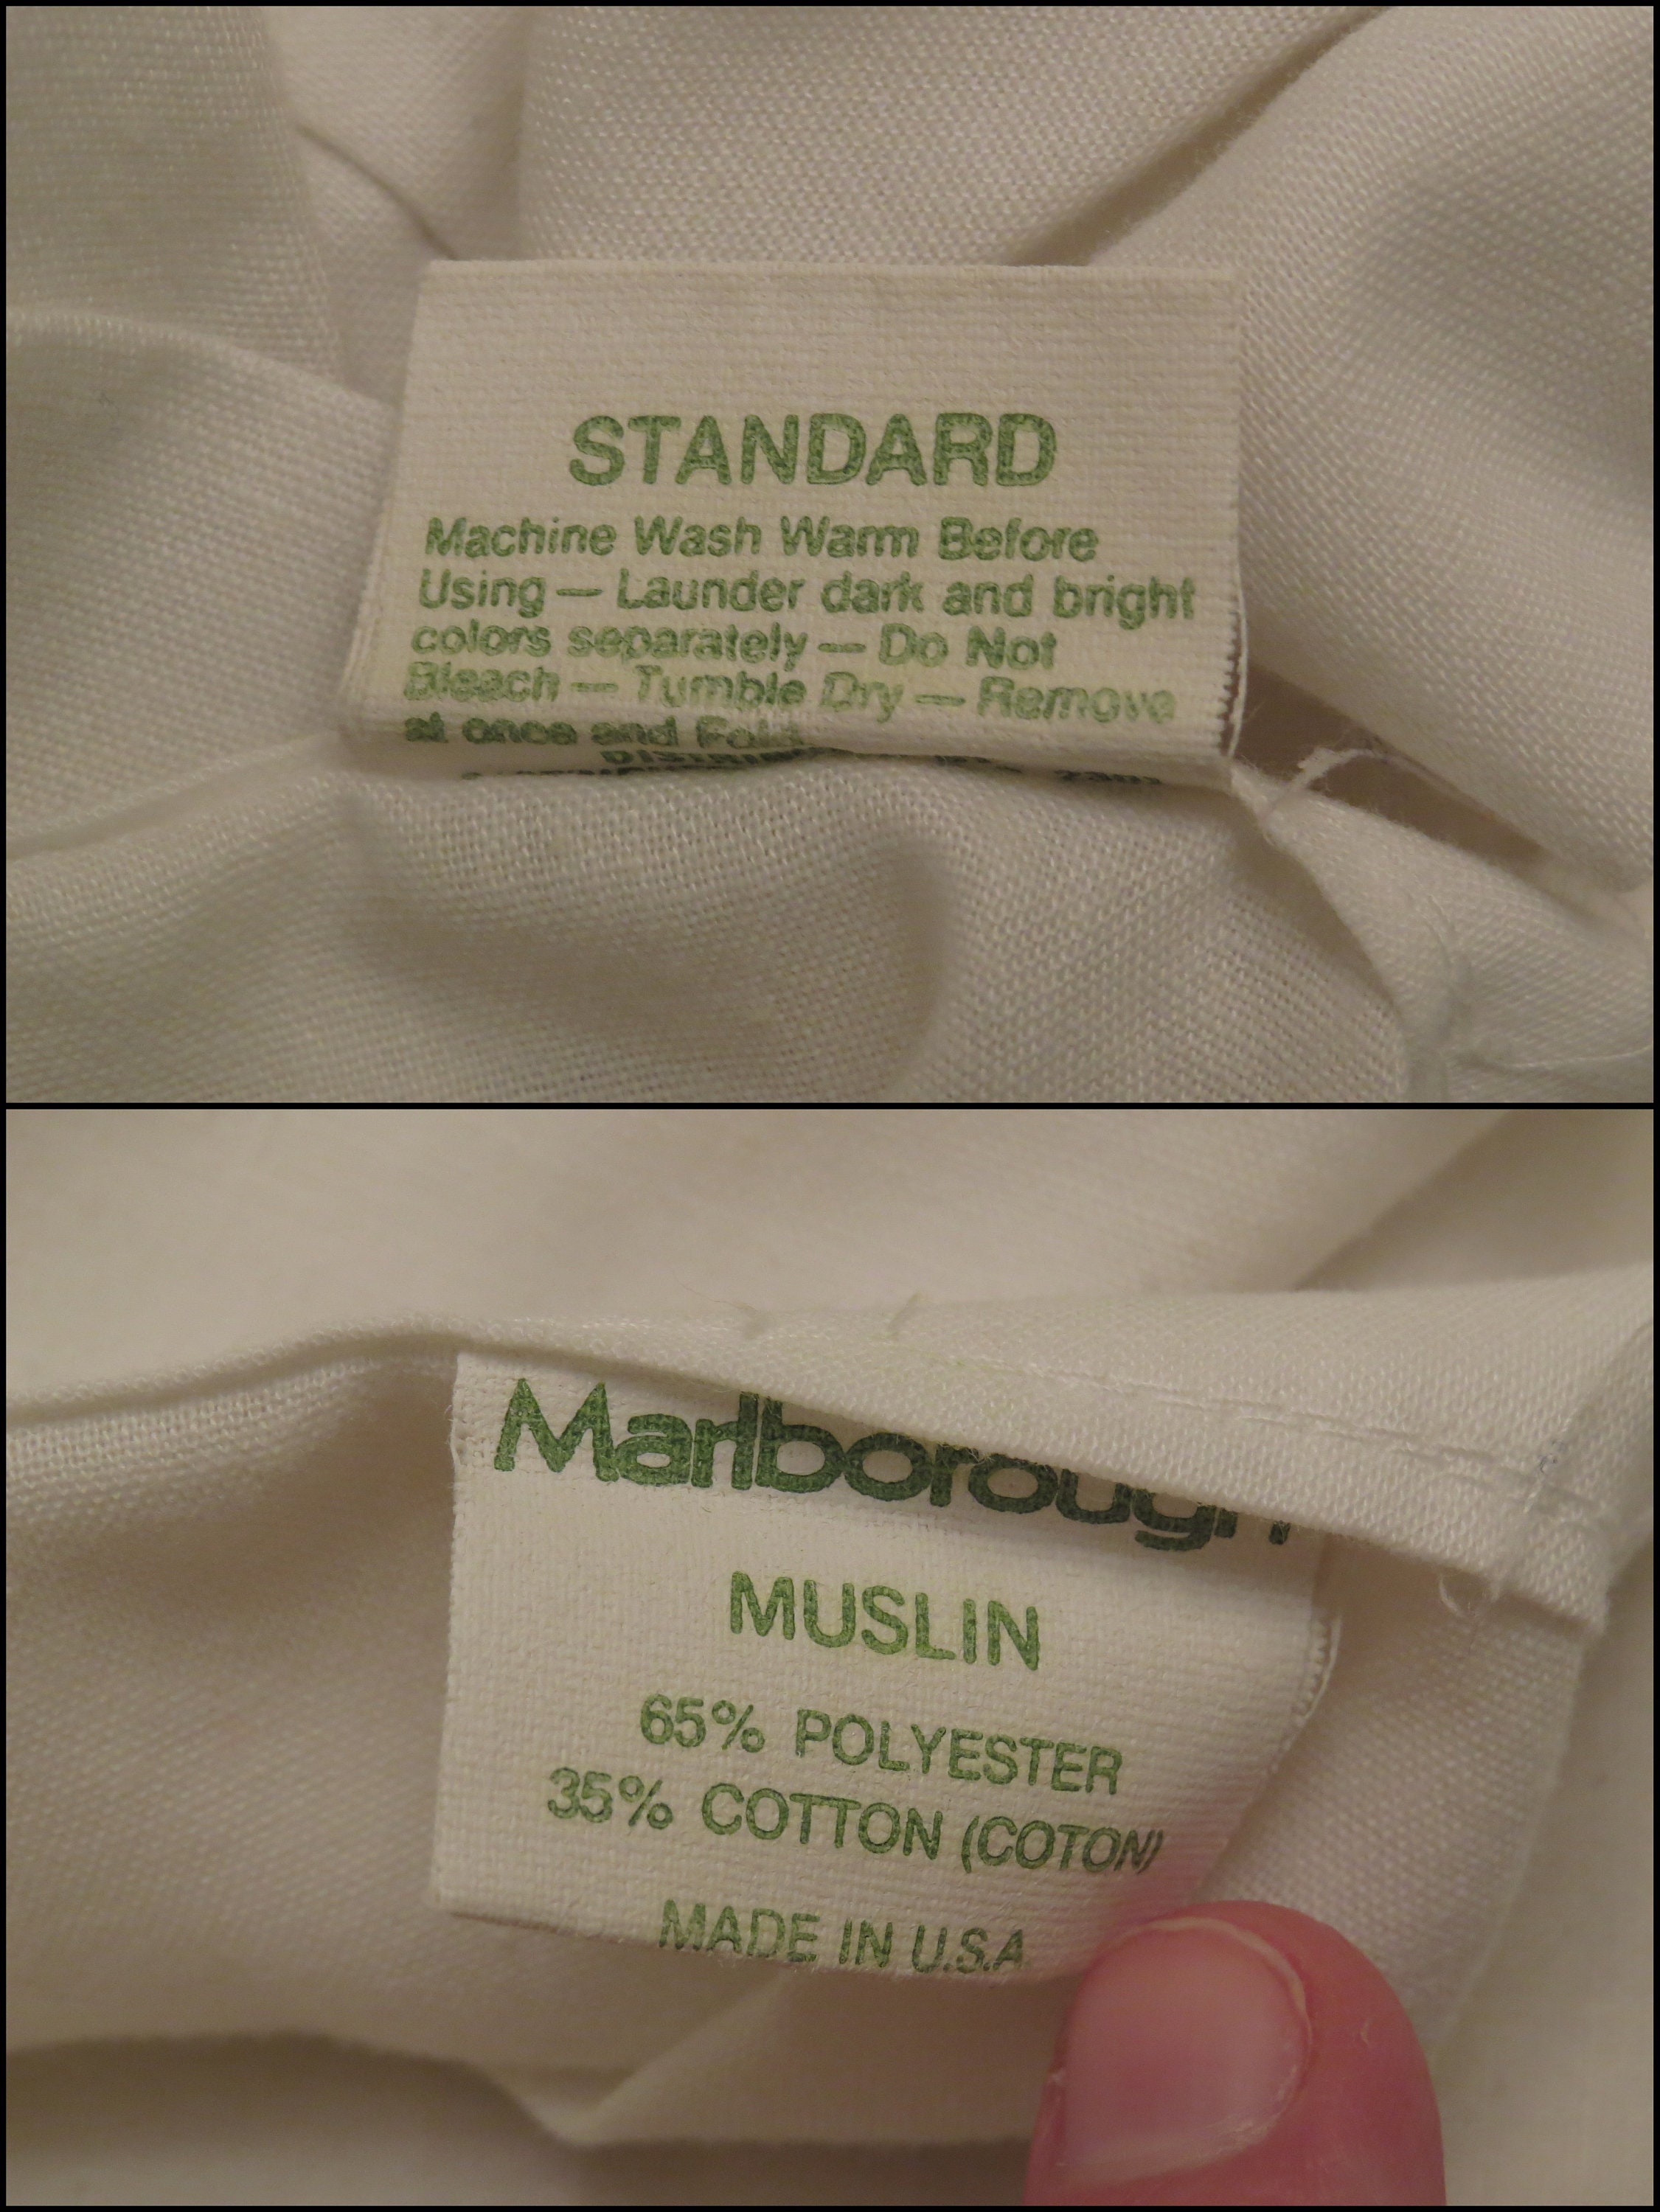 STANDARD
Machine Wash Warm Before
Using — Launder dark and bright
colors separately — Do Not
Bleach — Tumble Dry — Remove
at once and Fold
Marlborough
MUSLIN
65% POLYESTER
35% COTTON (COTON)
MADE IN U.S.A